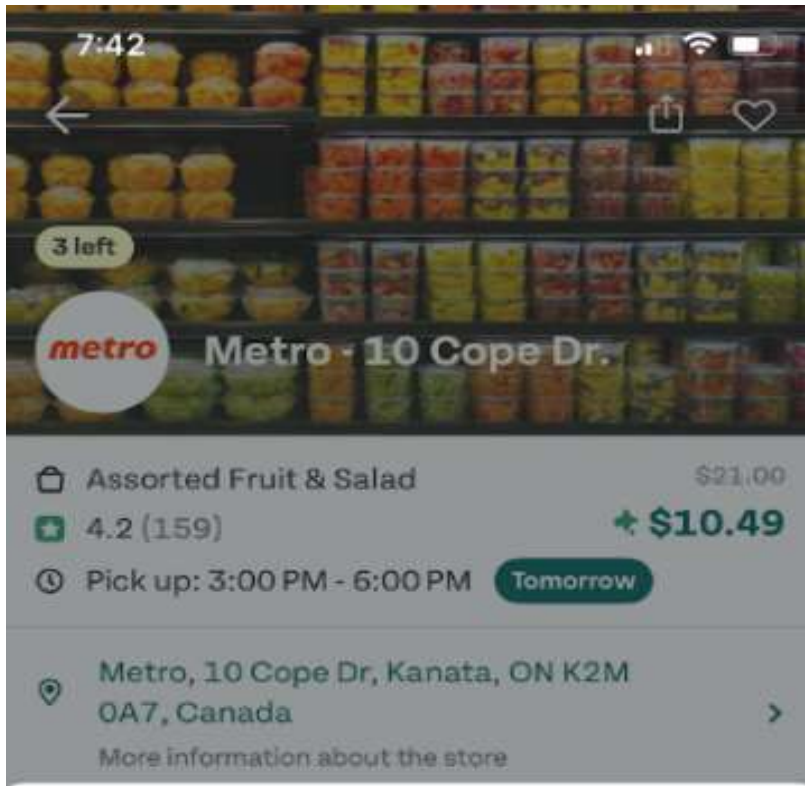 7:42
3 left
metro
Metro - 10 Cope Dr.
Assorted Fruit & Salad
$21.00
4.2 (159)
$10.49
Pick up: 3:00 PM - 6:00 PM
Tomorrow
Metro, 10 Cope Dr, Kanata, ON K2M
0A7, Canada
More information about the store